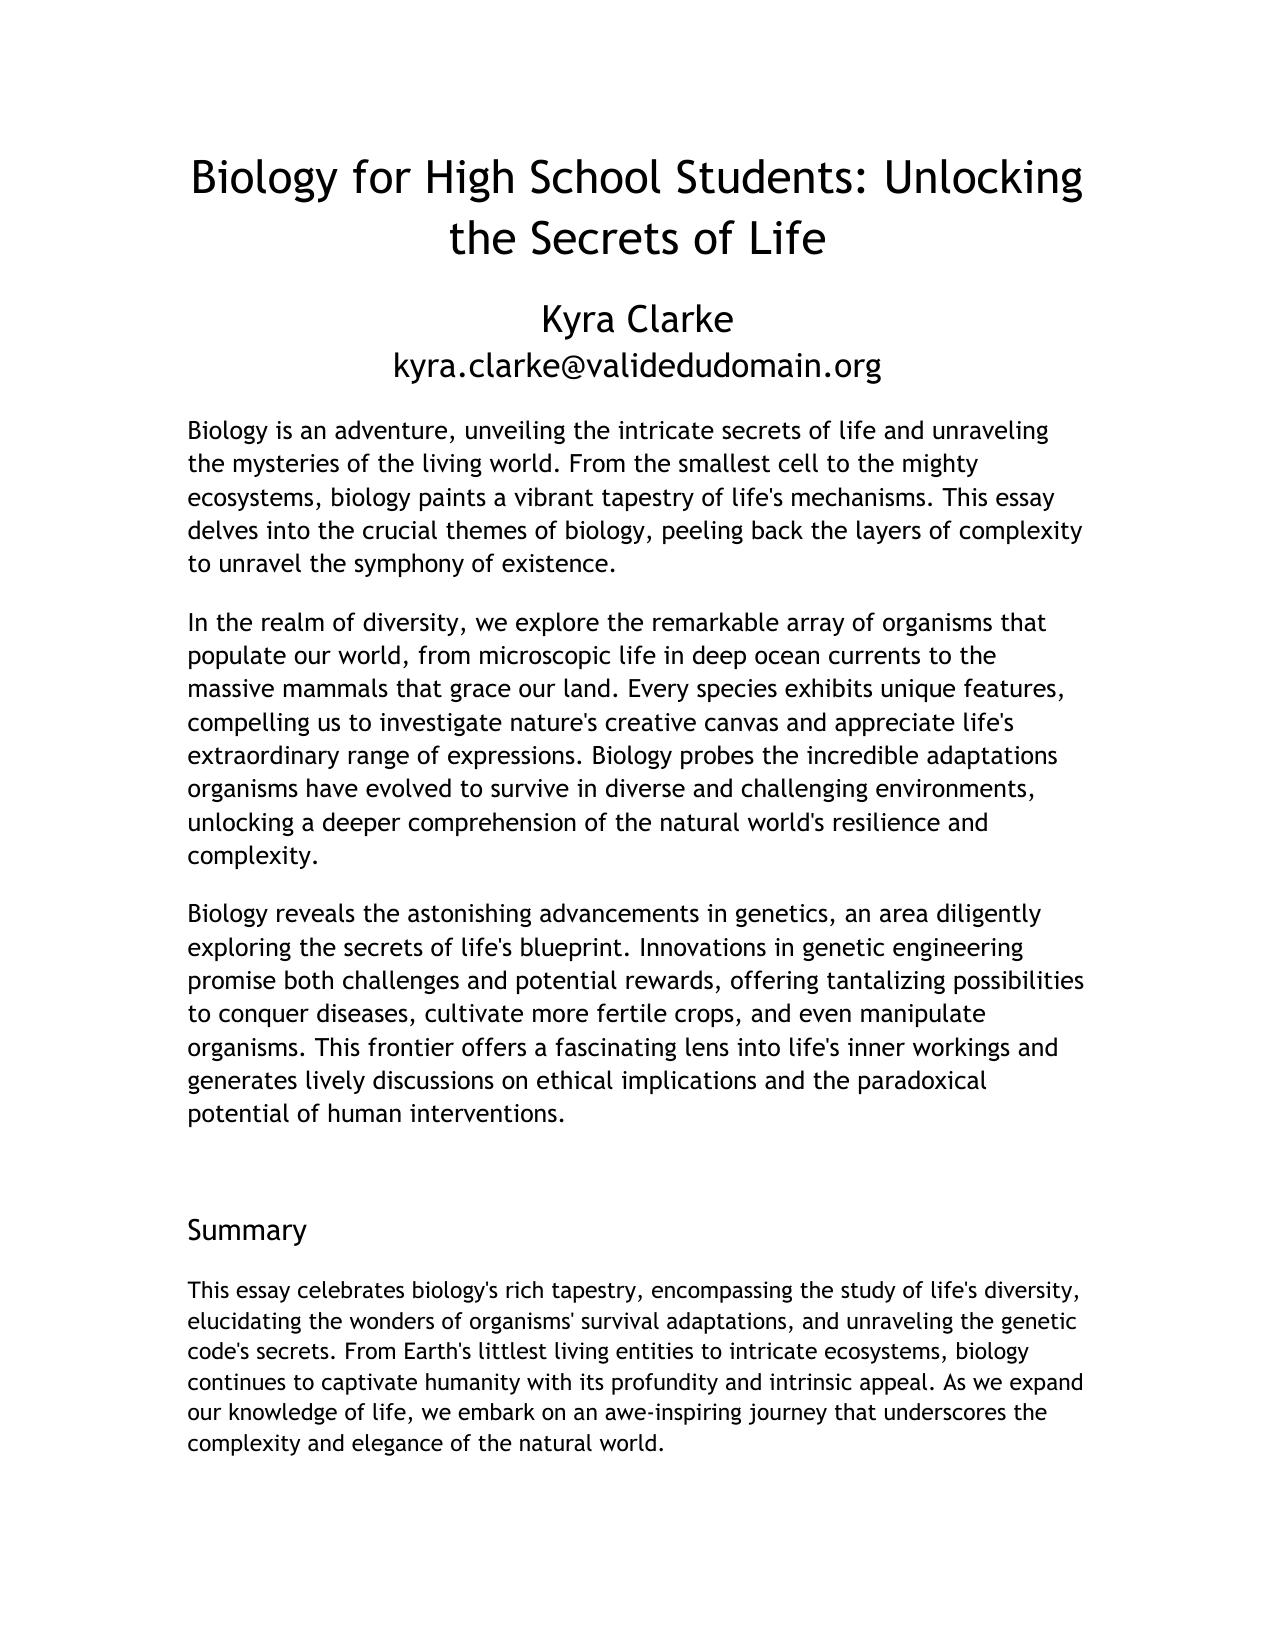 Biology for High School Students: Unlocking
the Secrets of Life
Kyra Clarke
kyra.clarke@validedudomain.org
Biology is an adventure, unveiling the intricate secrets of life and unraveling
the mysteries of the living world. From the smallest cell to the mighty
ecosystems, biology paints a vibrant tapestry of life's mechanisms. This essay
delves into the crucial themes of biology, peeling back the layers of complexity
to unravel the symphony of existence.
In the realm of diversity, we explore the remarkable array of organisms that
populate our world, from microscopic life in deep ocean currents to the
massive mammals that grace our land. Every species exhibits unique features,
compelling us to investigate nature's creative canvas and appreciate life's
extraordinary range of expressions. Biology probes the incredible adaptations
organisms have evolved to survive in diverse and challenging environments,
unlocking a deeper comprehension of the natural world's resilience and
complexity.
Biology reveals the astonishing advancements in genetics, an area diligently
exploring the secrets of life's blueprint. Innovations in genetic engineering
promise both challenges and potential rewards, offering tantalizing possibilities
to conquer diseases, cultivate more fertile crops, and even manipulate
organisms. This frontier offers a fascinating lens into life's inner workings and
generates lively discussions on ethical implications and the paradoxical
potential of human interventions.
Summary
This essay celebrates biology's rich tapestry, encompassing the study of life's diversity,
elucidating the wonders of organisms' survival adaptations, and unraveling the genetic
code's secrets. From Earth's littlest living entities to intricate ecosystems, biology
continues to captivate humanity with its profundity and intrinsic appeal. As we expand
our knowledge of life, we embark on an awe-inspiring journey that underscores the
complexity and elegance of the natural world.